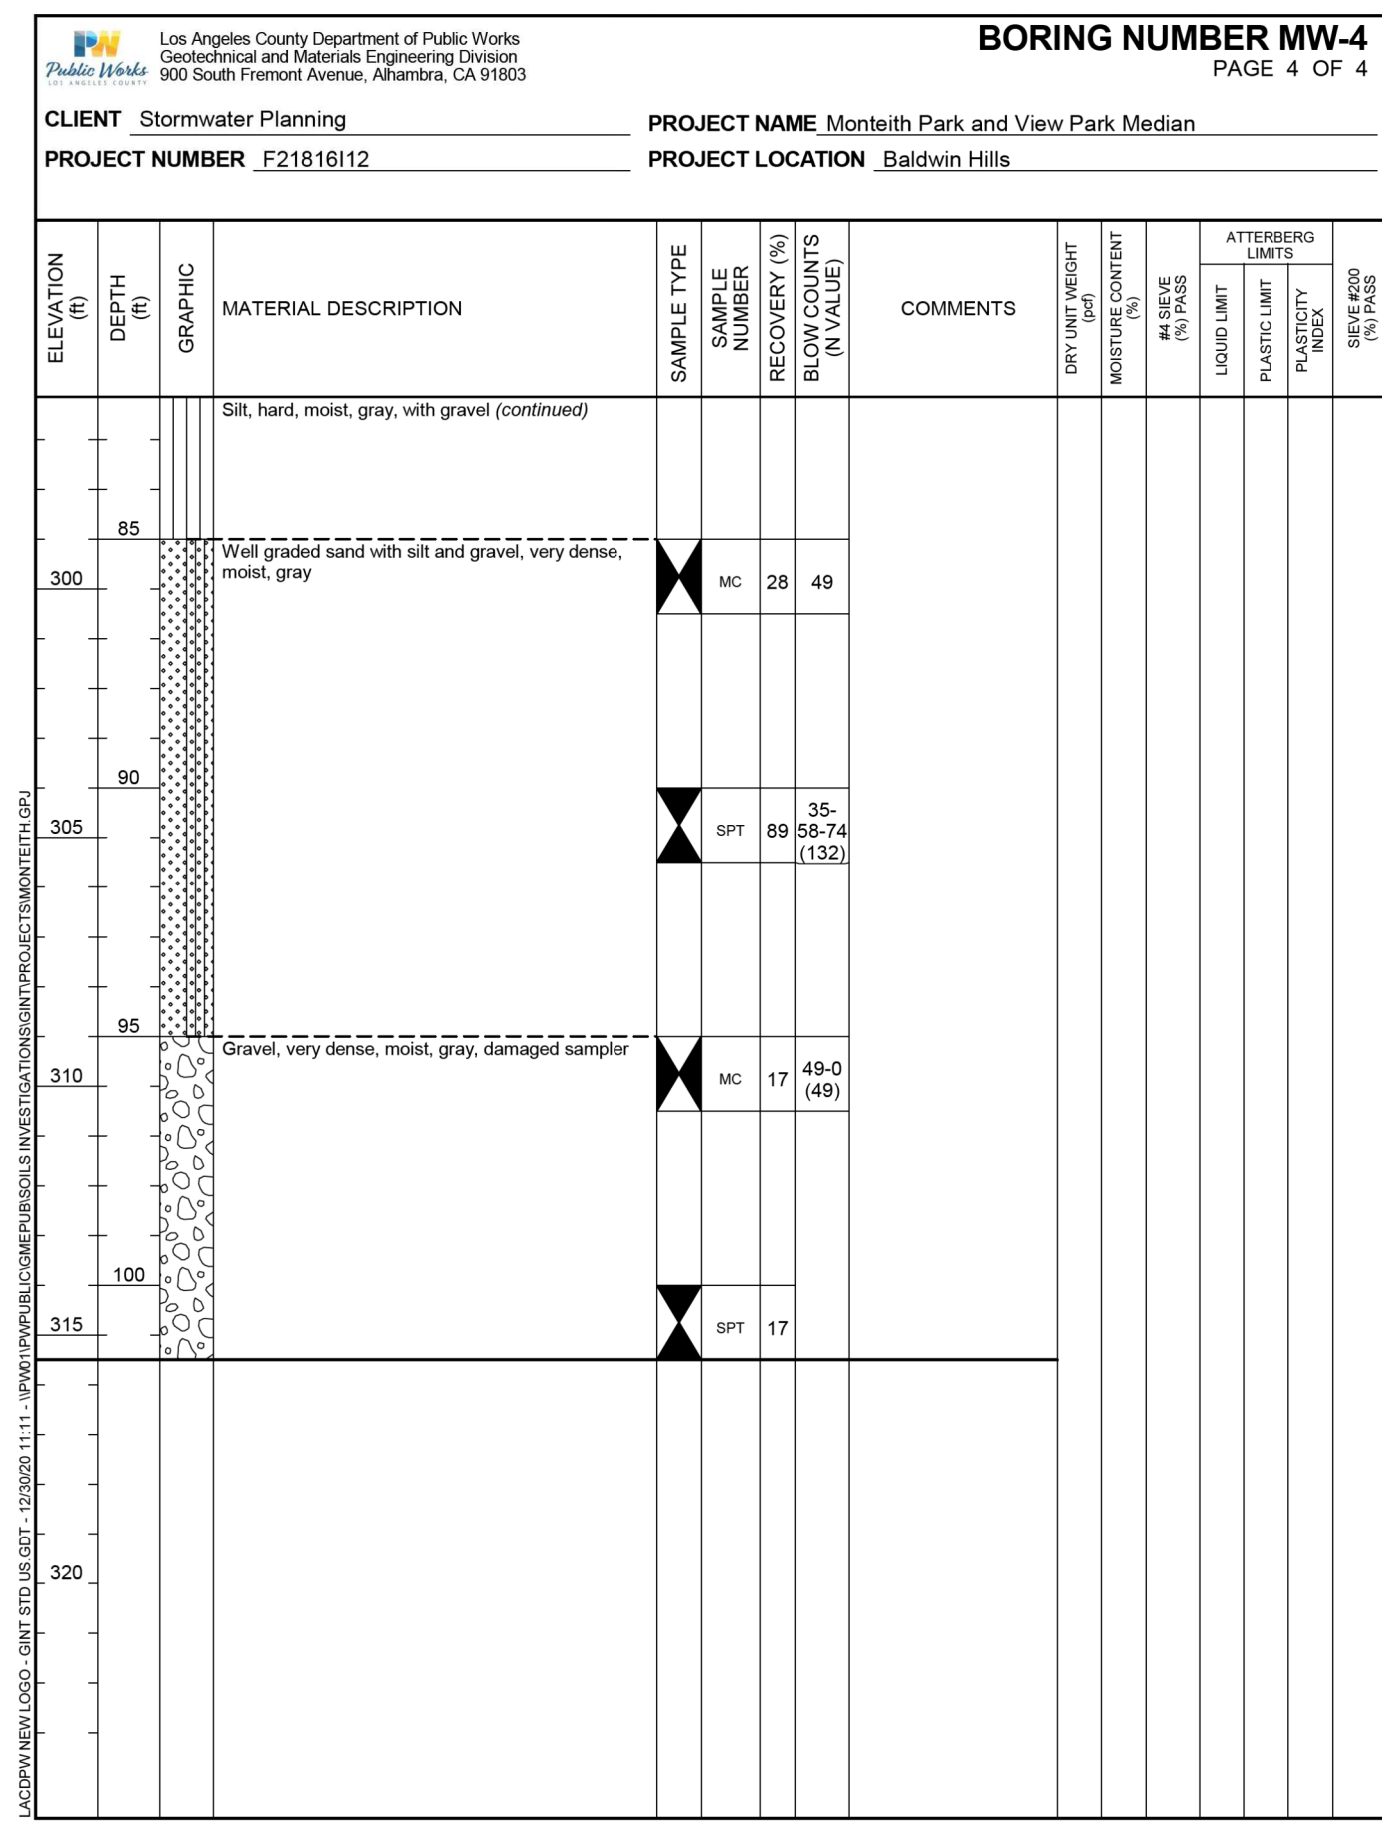 PW
Public Works
LOS ANGELES COUNTY
Los Angeles County Department of Public Works
Geotechnical and Materials Engineering Division
900 South Fremont Avenue, Alhambra, CA 91803
BORING NUMBER MW-4
PAGE 4 OF 4
CLIENT Stormwater Planning
PROJECT NAME Monteith Park and View Park Median
PROJECT NUMBER F21816I12
PROJECT LOCATION Baldwin Hills
ELEVATION
(ft)
DEPTH
(ft)
GRAPHIC
MATERIAL DESCRIPTION
SAMPLE TYPE
SAMPLE
NUMBER
RECOVERY (%)
BLOW COUNTS
(N VALUE)
COMMENTS
DRY UNIT WEIGHT
(pcf)
MOISTURE CONTENT
(%)
#4 SIEVE
(%) PASS
ATTERBERG
LIMITS
LIQUID LIMIT
PLASTIC LIMIT
PLASTICITY
INDEX
SIEVE #200
(%) PASS
Silt, hard, moist, gray, with gravel (continued)
85
Well graded sand with silt and gravel, very dense,
moist, gray
300
MC 28 49
90
305
SPT 89 35-
58-74
(132)
95
Gravel, very dense, moist, gray, damaged sampler
310
MC 17 49-0
(49)
100
315
SPT 17
320
LACDPW NEW LOGO - GINT STD US.GDT - 12/30/20 11:11 - \\PW01\PWPUBLIC\GMEPUB\SOILS INVESTIGATIONS\GINT\PROJECTS\MONTEITH.GPJ